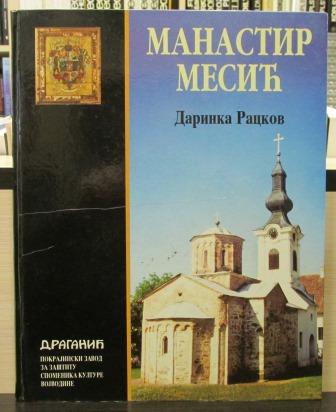 МАНАСТИР
МЕСИЋ
Даринка Рацков
ДРАГАНИЋ
ПОКРАЈИНСКИ ЗАВОД
ЗА ЗАШТИТУ
СПОМЕНИКА КУЛТУРЕ
ВОЈВОДИНЕ